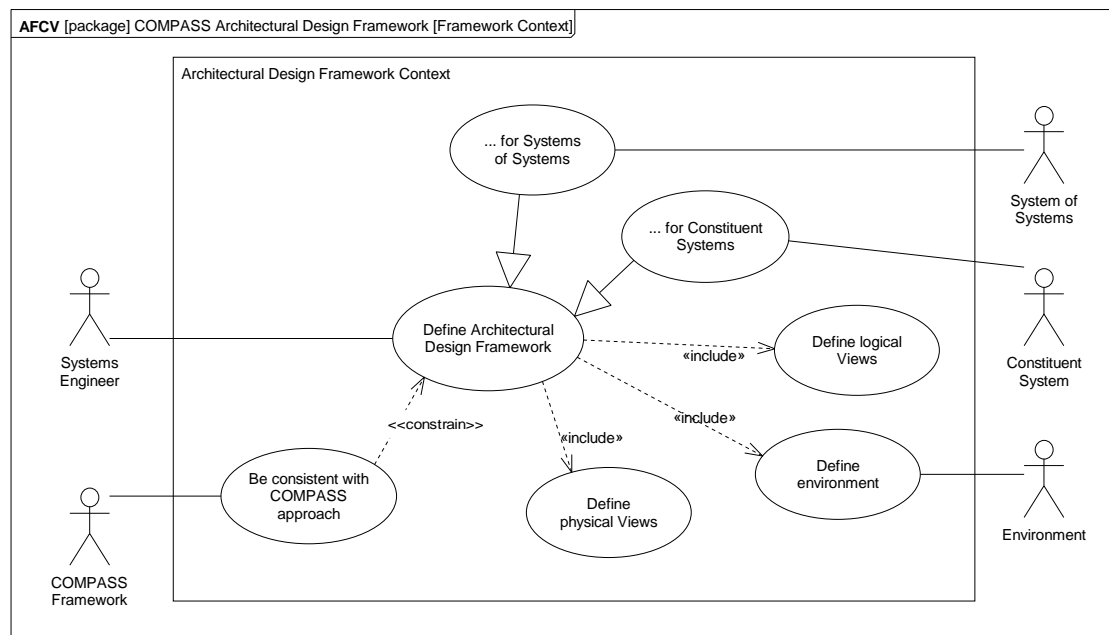 AFCV [package] COMPASS Architectural Design Framework [Framework Context]
Architectural Design Framework Context
... for Systems
of Systems
System of
Systems
... for Constituent
Systems
Systems
Engineer
Define Architectural
Design Framework
«include»
Define logical
Views
Constituent
System
<<constrain>>
«include»
«include»
Be consistent with
COMPASS
approach
Define
physical Views
Define
environment
Environment
COMPASS
Framework